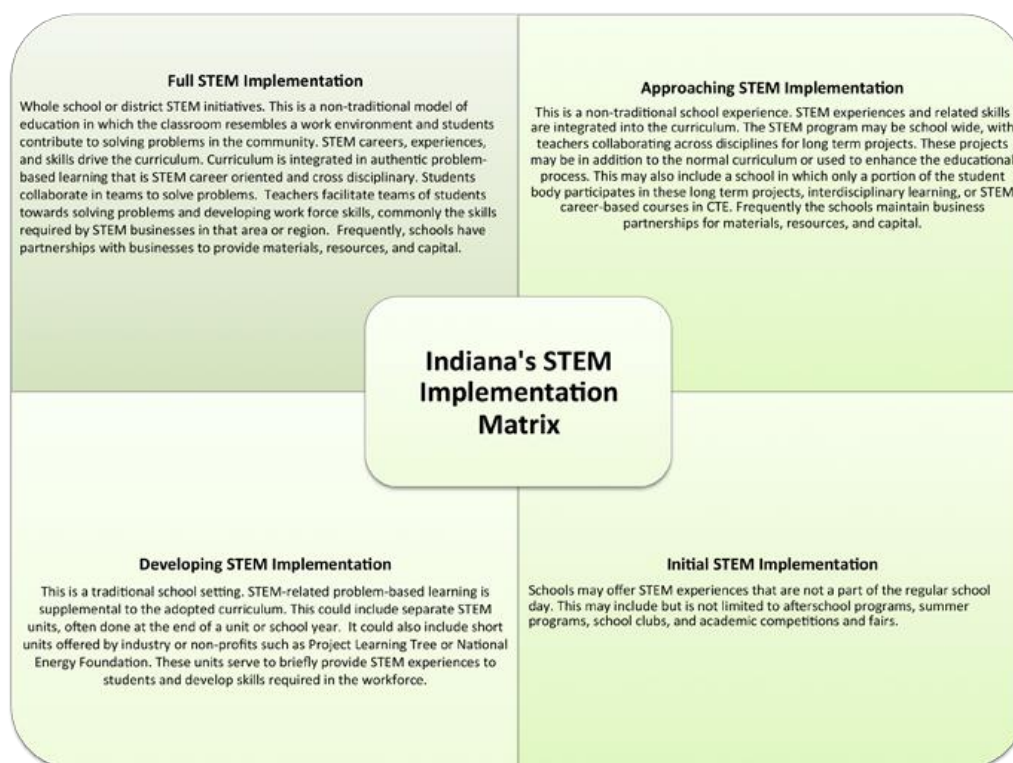 Full STEM Implementation
Whole school or district STEM initiatives. This is a non-traditional model of
education in which the classroom resembles a work environment and students
contribute to solving problems in the community. STEM careers, experiences,
and skills drive the curriculum. Curriculum is integrated in authentic problem-
based learning that is STEM career oriented and cross disciplinary. Students
collaborate in teams to solve problems. Teachers facilitate teams of students
towards solving problems and developing work force skills, commonly the skills
required by STEM businesses in that area or region. Frequently, schools have
partnerships with businesses to provide materials, resources, and capital.
Approaching STEM Implementation
This is a non-traditional school experience. STEM experiences and related skills
are integrated into the curriculum. The STEM program may be school wide, with
teachers collaborating across disciplines for long term projects. These projects
may be in addition to the normal curriculum or used to enhance the educational
process. This may also include a school in which only a portion of the student
body participates in these long term projects, interdisciplinary learning, or STEM
career-based courses in CTE. Frequently the schools maintain business
partnerships for materials, resources, and capital.
Indiana's STEM
Implementation
Matrix
Developing STEM Implementation
This is a traditional school setting. STEM-related problem-based learning is
supplemental to the adopted curriculum. This could include separate STEM
units, often done at the end of a unit or school year. It could also include short
units offered by industry or non-profits such as Project Learning Tree or National
Energy Foundation. These units serve to briefly provide STEM experiences to
students and develop skills required in the workforce.
Initial STEM Implementation
Schools may offer STEM experiences that are not a part of the regular school
day. This may include but is not limited to afterschool programs, summer
programs, school clubs, and academic competitions and fairs.